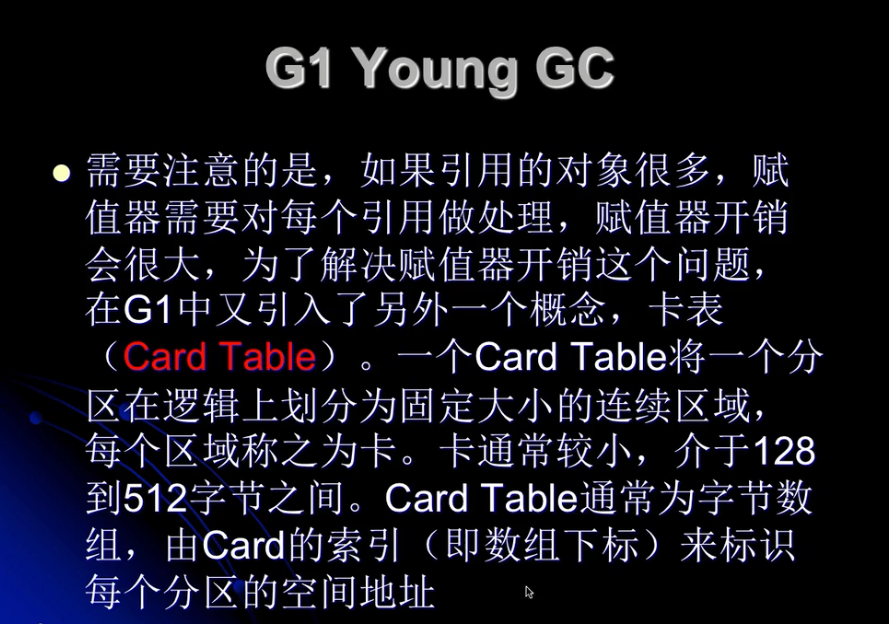 G1 Young GC
需要注意的是，如果引用的对象很多，赋
值器需要对每个引用做处理，赋值器开销
会很大，为了解决赋值器开销这个问题，
在G1中又引入了另外一个概念，卡表
（Card Table）。一个Card Table将一个分
区在逻辑上划分为固定大小的连续区域，
每个区域称之为卡。卡通常较小，介于128
到512字节之间。Card Table通常为字节数
组，由Card的索引（即数组下标）来标识
每个分区的空间地址